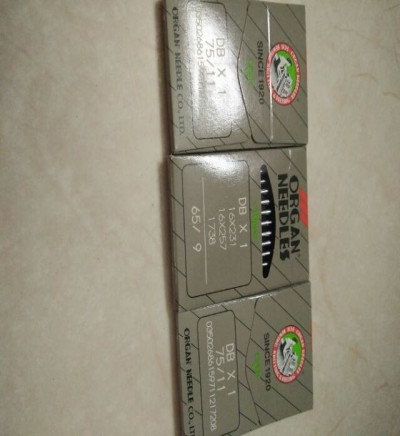 SINCE 1920
DB X 1
75/11
ORGAN NEEDLE CO., LTD.
ORGAN
NEEDLES
DB X 1
16X231
16X257
1738
65/ 9
SINCE 1920
DB X 1
75/11
ORGAN NEEDLE CO., LTD.